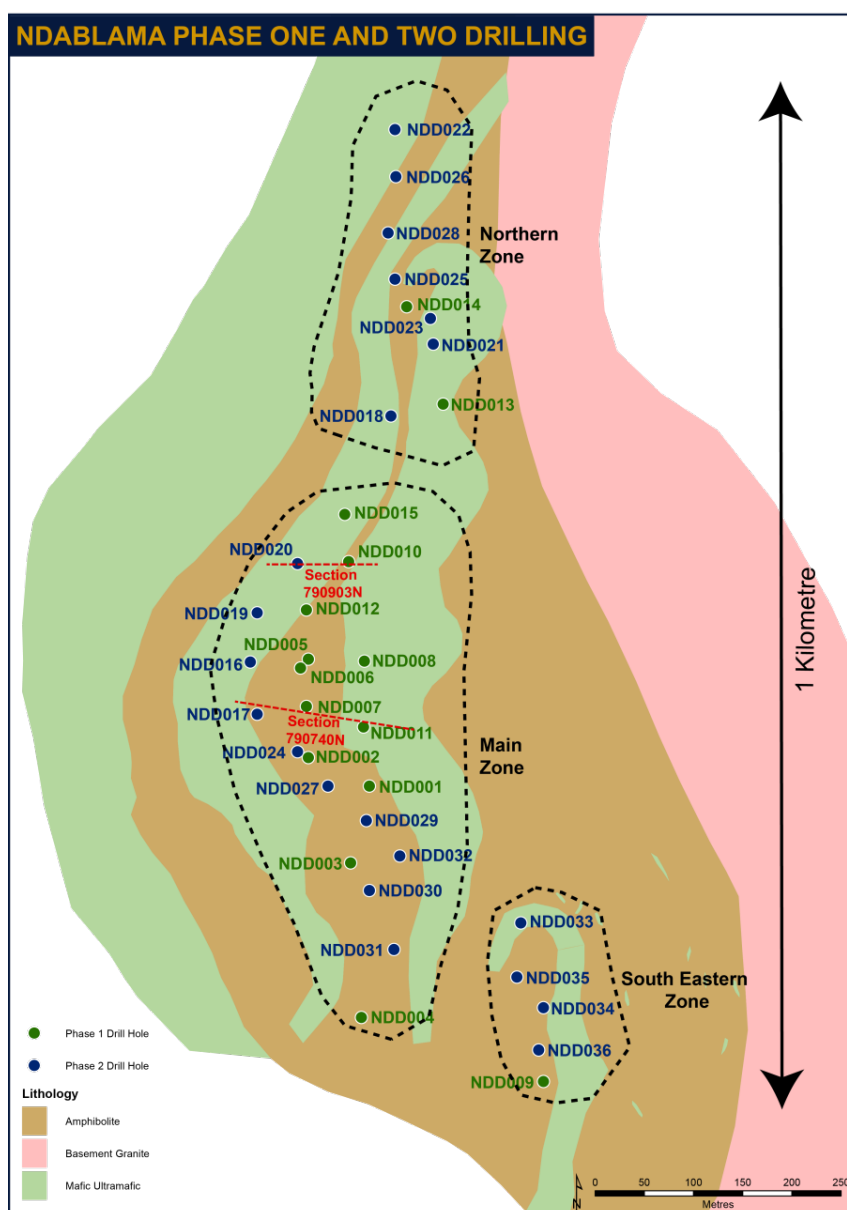 NDABLAMA PHASE ONE AND TWO DRILLING
NDD022
NDD026
NDD028
Northern
Zone
NDD025
NDD014
NDD023
NDD021
NDD013
NDD018
NDD015
NDD020
NDD010
Section
790903N
NDD012
NDD019
NDD005
NDD008
NDD016
NDD006
NDD007
NDD017
Section
790740N
NDD011
NDD024
NDD002
Main
Zone
NDD027
NDD001
NDD029
NDD032
NDD003
NDD030
NDD033
NDD031
NDD035
South Eastern
Zone
NDD034
NDD004
NDD036
NDD009
1 Kilometre
Phase 1 Drill Hole
Phase 2 Drill Hole
Lithology
Amphibolite
Basement Granite
Mafic Ultramafic
N
0 50 100 150 200 250
Metres